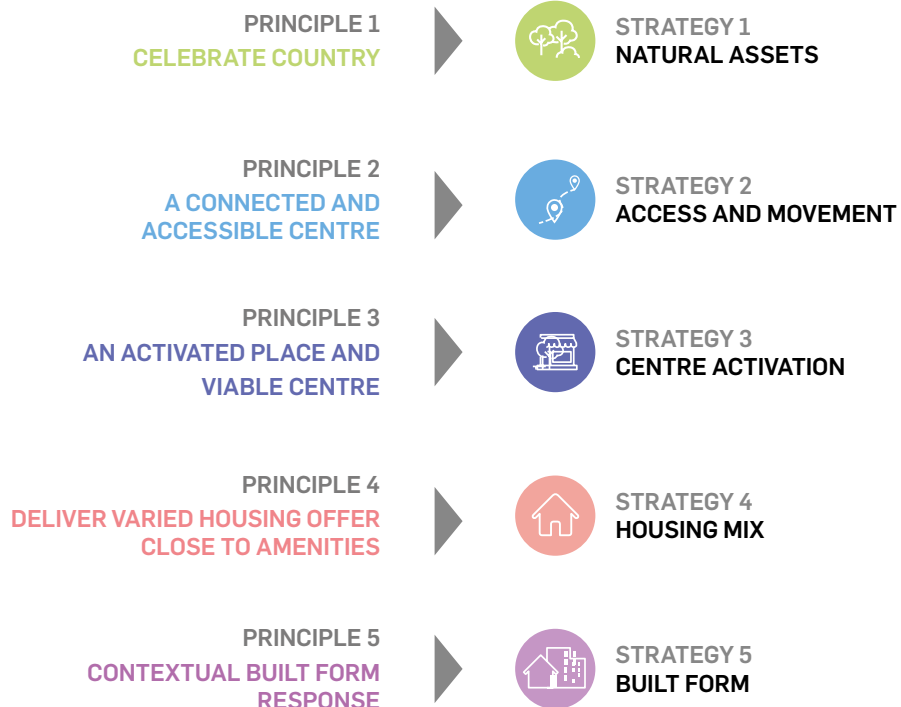 PRINCIPLE 1
CELEBRATE COUNTRY
STRATEGY 1
NATURAL ASSETS
PRINCIPLE 2
A CONNECTED AND
ACCESSIBLE CENTRE
STRATEGY 2
ACCESS AND MOVEMENT
PRINCIPLE 3
AN ACTIVATED PLACE AND
VIABLE CENTRE
STRATEGY 3
CENTRE ACTIVATION
PRINCIPLE 4
DELIVER VARIED HOUSING OFFER
CLOSE TO AMENITIES
STRATEGY 4
HOUSING MIX
PRINCIPLE 5
CONTEXTUAL BUILT FORM
RESPONSE
STRATEGY 5
BUILT FORM